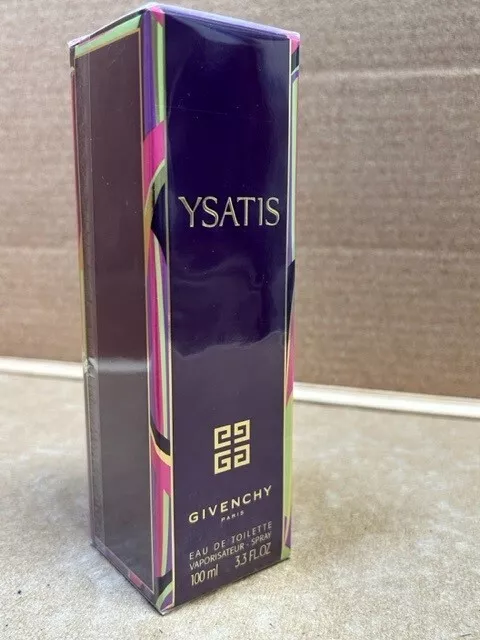 YSATIS
GIVENCHY
PARIS
EAU DE TOILETTE
VAPORISATEUR - SPRAY
100 ml 3.3 FL.OZ